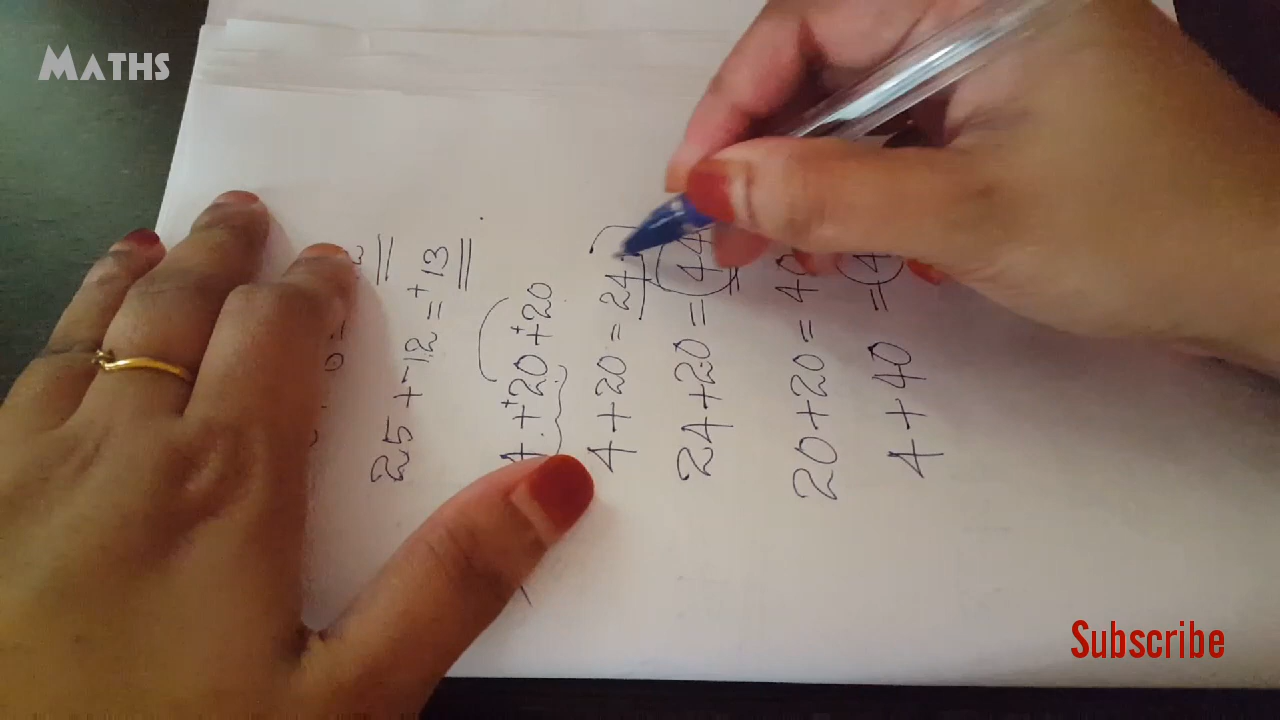 Maths
25 + -12 = +13
4 + +20 + +20
4 + 20 = 24
24 + 20 = 44
20 + 20 = 40
4 + 40 =
Subscribe